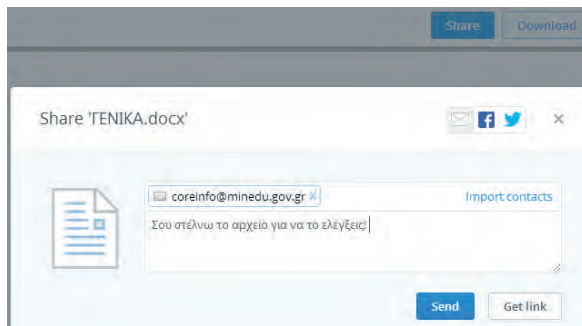 Share Download
Share 'ΓΕΝΙΚΑ.docx' ×
coreinfo@minedu.gov.gr × Import contacts
Σου στέλνω το αρχείο για να το ελέγξεις!
Send Get link